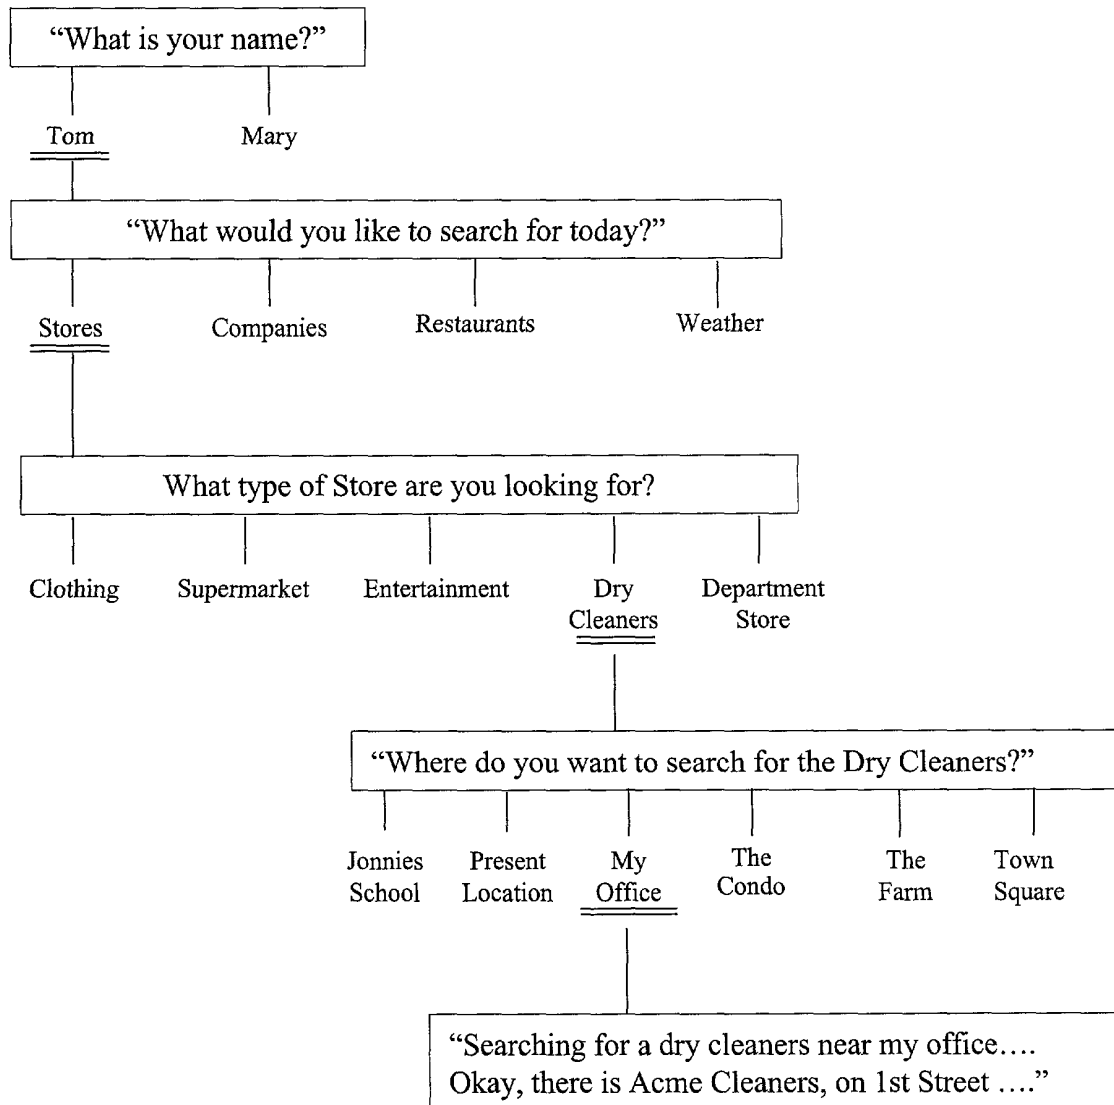 “What is your name?”
Tom
Mary
“What would you like to search for today?”
Stores
Companies
Restaurants
Weather
What type of Store are you looking for?
Clothing
Supermarket
Entertainment
Dry
Cleaners
Department
Store
“Where do you want to search for the Dry Cleaners?”
Jonnies
School
Present
Location
My
Office
The
Condo
The
Farm
Town
Square
“Searching for a dry cleaners near my office….
Okay, there is Acme Cleaners, on 1st Street ….”